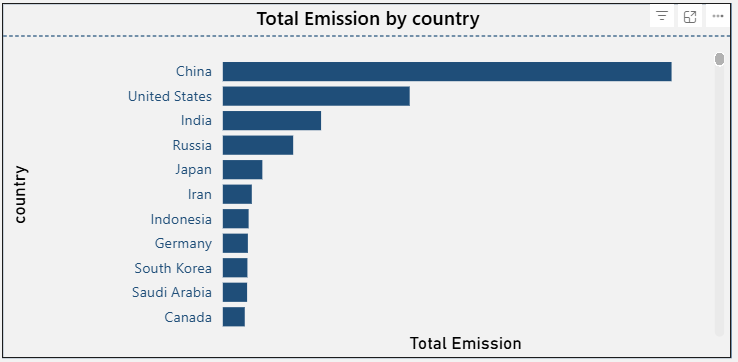 Total Emission by country
country
China
United States
India
Russia
Japan
Iran
Indonesia
Germany
South Korea
Saudi Arabia
Canada
Total Emission